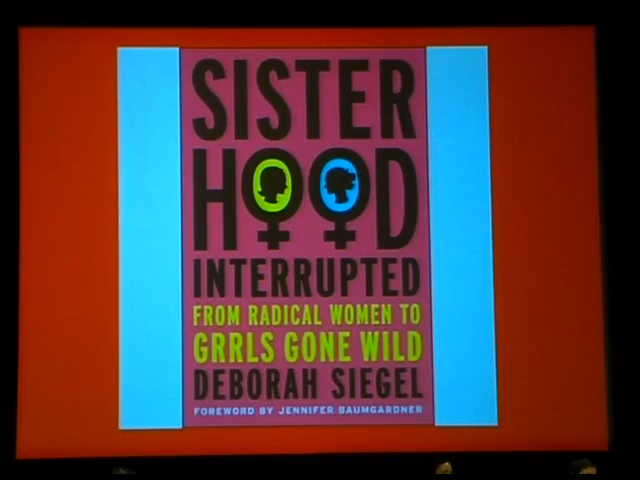 SISTER
HOOD
INTERRUPTED
FROM RADICAL WOMEN TO
GRRLS GONE WILD
DEBORAH SIEGEL
FOREWORD BY JENNIFER BAUMGARDNER